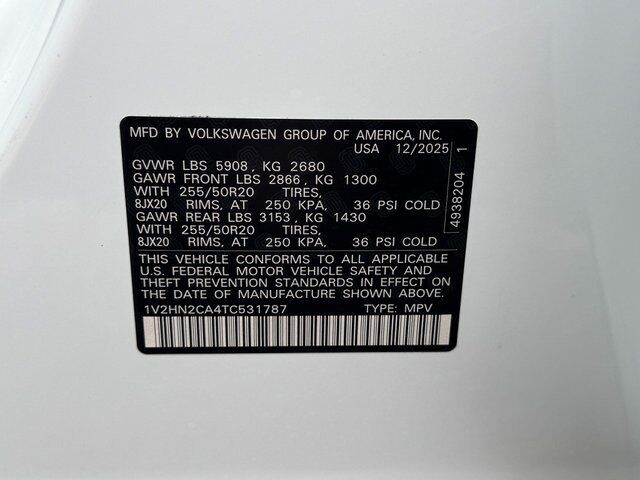 MFD BY VOLKSWAGEN GROUP OF AMERICA, INC.
USA 12/2025
GVWR LBS 5908, KG 2680
GAWR FRONT LBS 2866, KG 1300
WITH 255/50R20 TIRES,
8JX20 RIMS, AT 250 KPA, 36 PSI COLD
GAWR REAR LBS 3153, KG 1430
WITH 255/50R20 TIRES,
8JX20 RIMS, AT 250 KPA, 36 PSI COLD
THIS VEHICLE CONFORMS TO ALL APPLICABLE
U.S. FEDERAL MOTOR VEHICLE SAFETY AND
THEFT PREVENTION STANDARDS IN EFFECT ON
THE DATE OF MANUFACTURE SHOWN ABOVE.
1V2HN2CA4TC531787 TYPE: MPV
4938204 1